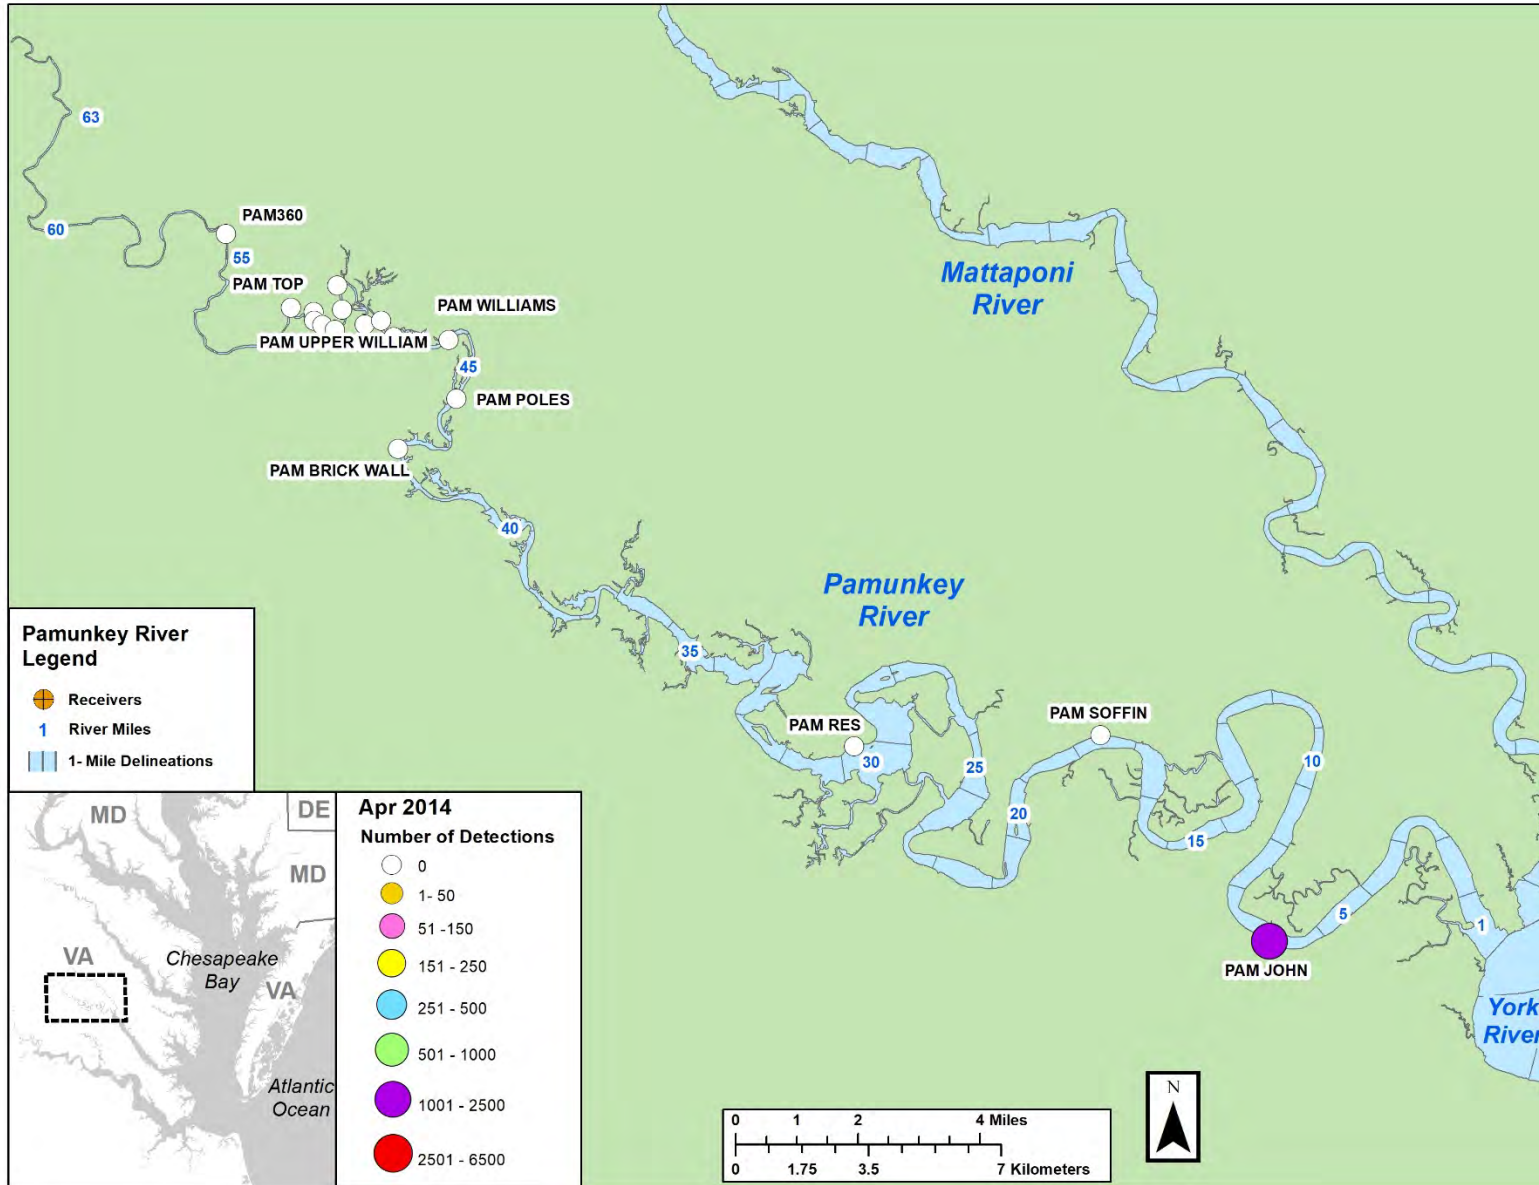 63
PAM360
60
55
Mattaponi
River
PAM TOP
PAM WILLIAMS
PAM UPPER WILLIAM
45
PAM POLES
PAM BRICK WALL
40
Pamunkey
River
35
PAM RES
PAM SOFFIN
30
25
10
20
15
5
1
PAM JOHN
York
River
Pamunkey River
Legend
Receivers
1 River Miles
1- Mile Delineations
MD
DE
MD
VA
Chesapeake
Bay
VA
Atlantic
Ocean
Apr 2014
Number of Detections
0
1- 50
51 -150
151 - 250
251 - 500
501 - 1000
1001 - 2500
2501 - 6500
0 1 2 4 Miles
0 1.75 3.5 7 Kilometers
N